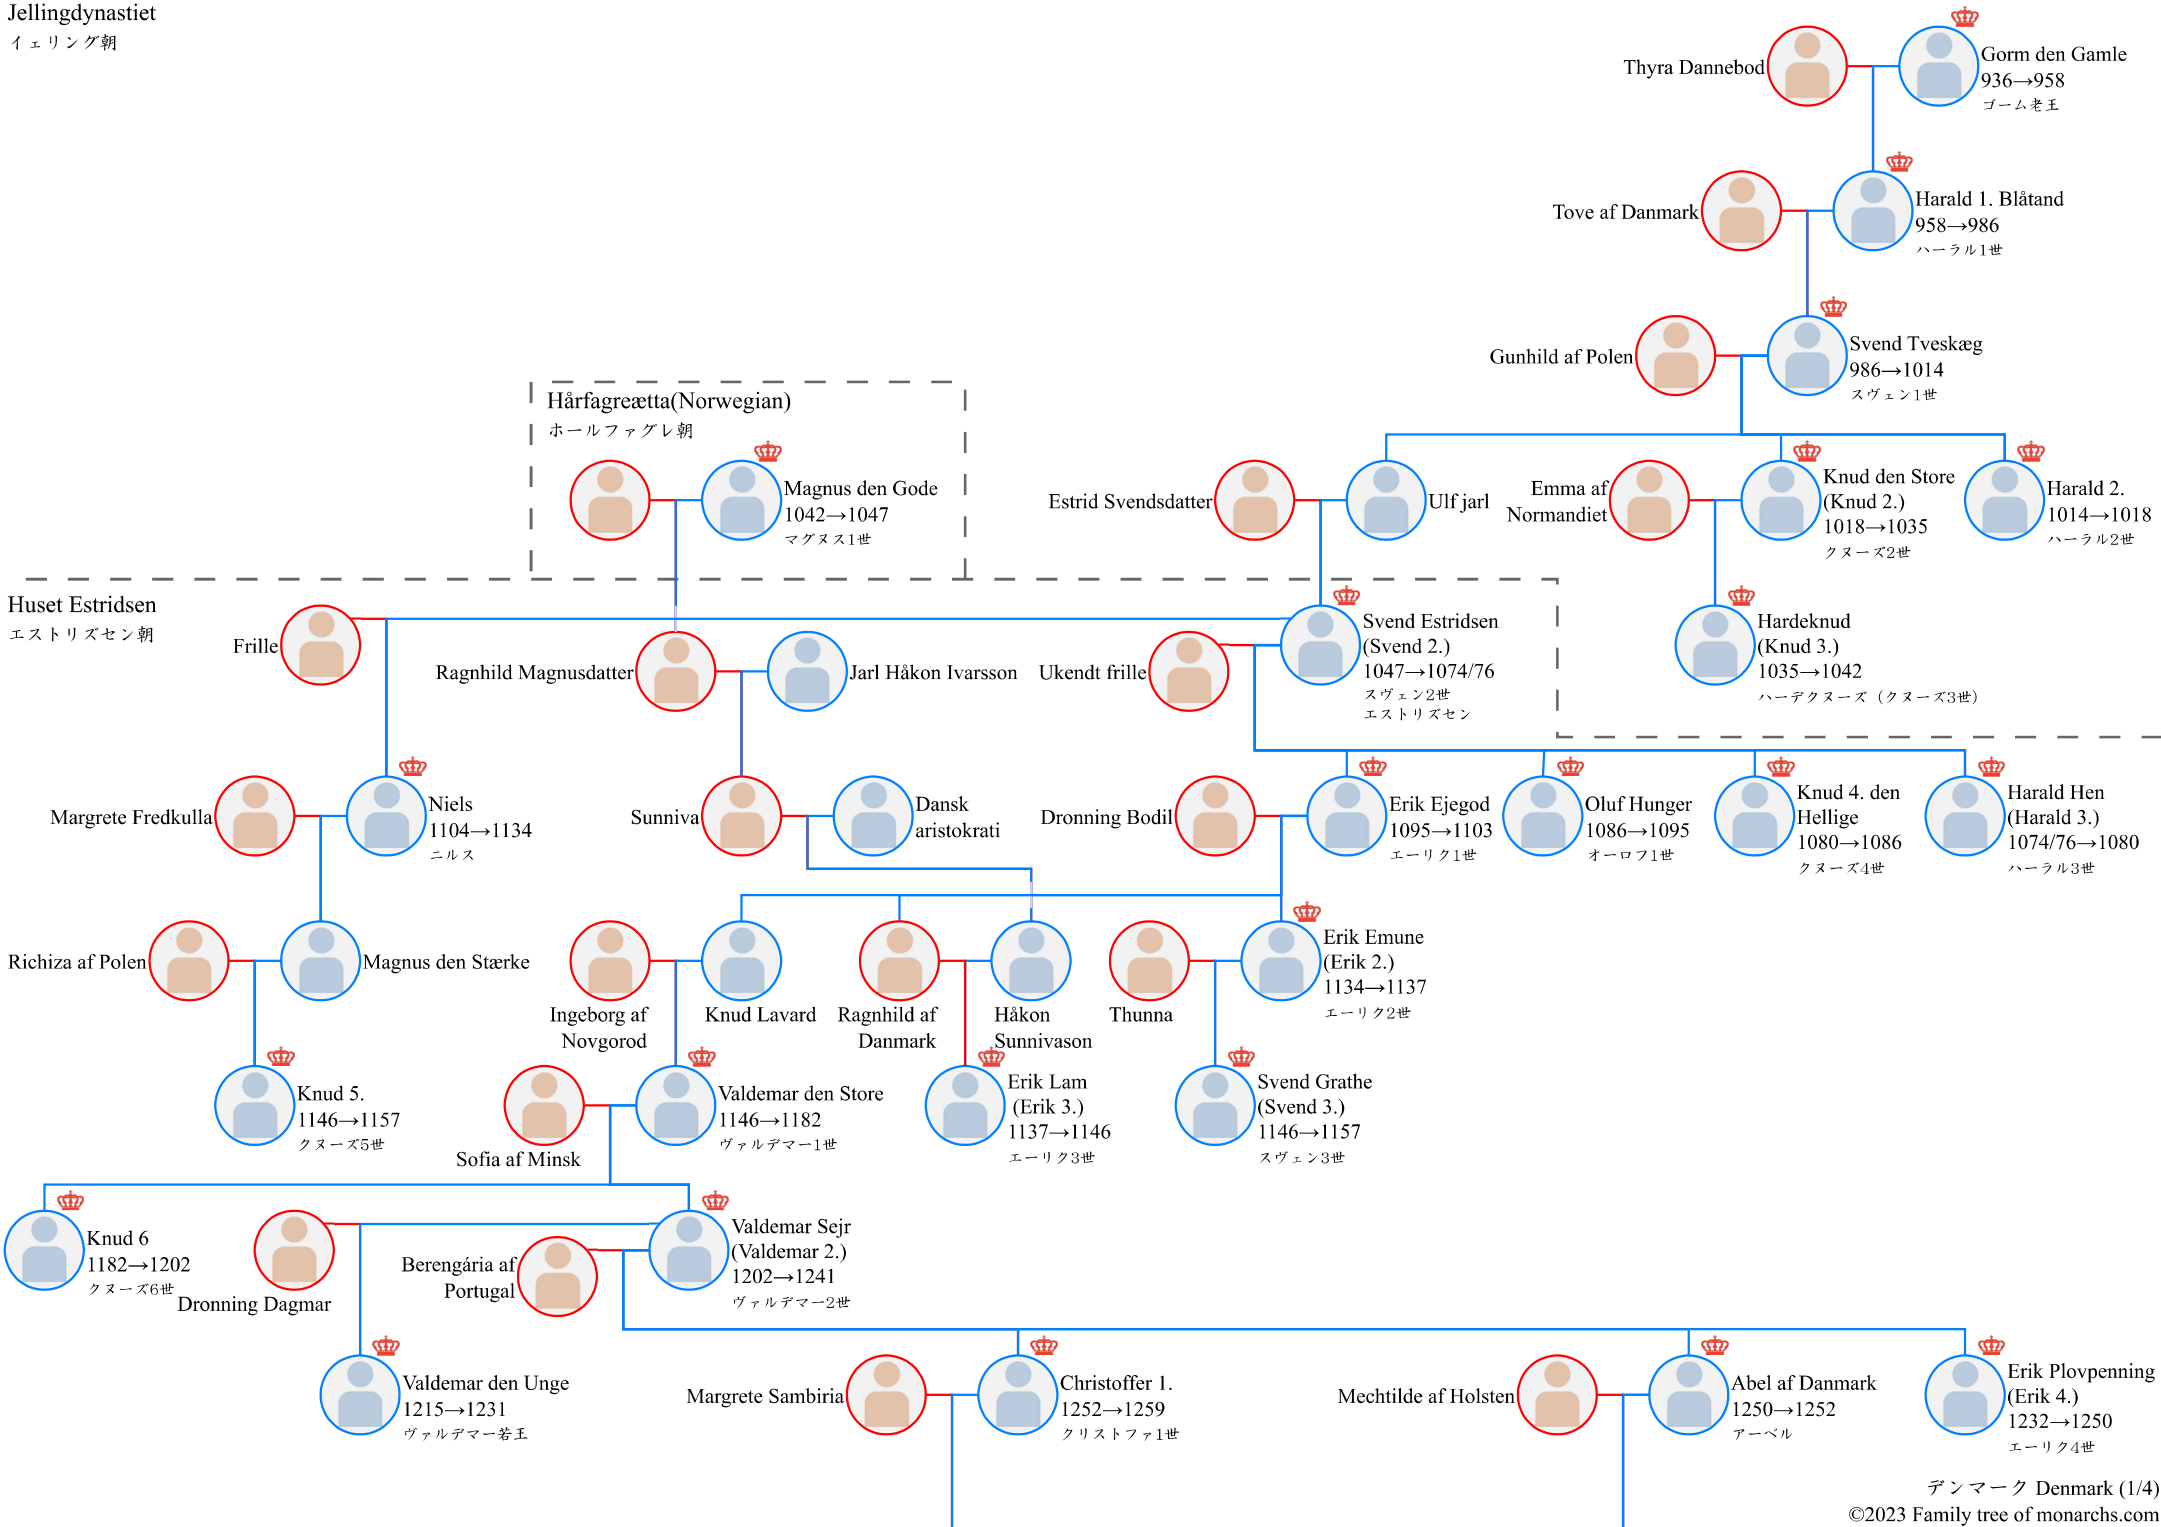 Jellingdynastiet
イェリング朝
Thyra Dannebod
Gorm den Gamle
936→958
ゴーム老王
Tove af Danmark
Harald 1. Blåtand
958→986
ハーラル1世
Gunhild af Polen
Svend Tveskæg
986→1014
スヴェン1世
Hårfagreætta(Norwegian)
ホールファグレ朝
Magnus den Gode
1042→1047
マグヌス1世
Estrid Svendsdatter
Ulf jarl
Emma af
Normandiet
Knud den Store
(Knud 2.)
1018→1035
クヌーズ2世
Harald 2.
1014→1018
ハーラル2世
Huset Estridsen
エストリズセン朝
Frille
Ragnhild Magnusdatter
Jarl Håkon Ivarsson
Ukendt frille
Svend Estridsen
(Svend 2.)
1047→1074/76
スヴェン2世
エストリズセン
Hardeknud
(Knud 3.)
1035→1042
ハーデクヌーズ（クヌーズ3世）
Margrete Fredkulla
Niels
1104→1134
ニルス
Sunniva
Dansk
aristokrati
Dronning Bodil
Erik Ejegod
1095→1103
エーリク1世
Oluf Hunger
1086→1095
オーロフ1世
Knud 4. den
Hellige
1080→1086
クヌーズ4世
Harald Hen
(Harald 3.)
1074/76→1080
ハーラル3世
Richiza af Polen
Magnus den Stærke
Ingeborg af
Novgorod
Knud Lavard
Ragnhild af
Danmark
Håkon
Sunnivason
Thunna
Erik Emune
(Erik 2.)
1134→1137
エーリク2世
Knud 5.
1146→1157
クヌーズ5世
Sofia af Minsk
Valdemar den Store
1146→1182
ヴァルデマー1世
Erik Lam
(Erik 3.)
1137→1146
エーリク3世
Svend Grathe
(Svend 3.)
1146→1157
スヴェン3世
Knud 6
1182→1202
クヌーズ6世
Dronning Dagmar
Berengária af
Portugal
Valdemar Sejr
(Valdemar 2.)
1202→1241
ヴァルデマー2世
Valdemar den Unge
1215→1231
ヴァルデマー若王
Margrete Sambiria
Christoffer 1.
1252→1259
クリストファ1世
Mechtilde af Holsten
Abel af Danmark
1250→1252
アーベル
Erik Plovpenning
(Erik 4.)
1232→1250
エーリク4世
デンマーク Denmark (1/4)
©2023 Family tree of monarchs.com